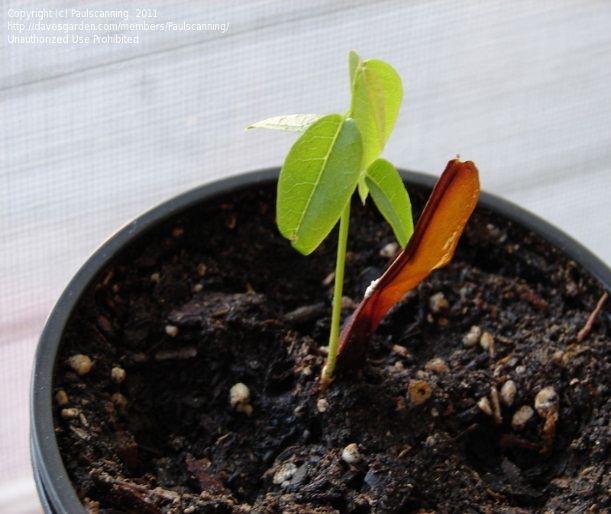 Copyright (c) Paulscanning, 2011
http://davesgarden.com/members/Paulscanning/
Unauthorized Use Prohibited.